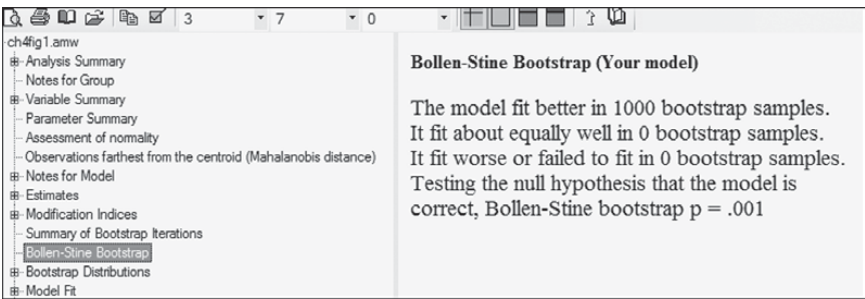 3 7 0
ch4fig1.amw
Analysis Summary
Notes for Group
Variable Summary
Parameter Summary
Assessment of normality
Observations farthest from the centroid (Mahalanobis distance)
Notes for Model
Estimates
Modification Indices
Summary of Bootstrap Iterations
Bollen-Stine Bootstrap
Bootstrap Distributions
Model Fit
Bollen-Stine Bootstrap (Your model)
The model fit better in 1000 bootstrap samples.
It fit about equally well in 0 bootstrap samples.
It fit worse or failed to fit in 0 bootstrap samples.
Testing the null hypothesis that the model is
correct, Bollen-Stine bootstrap p = .001